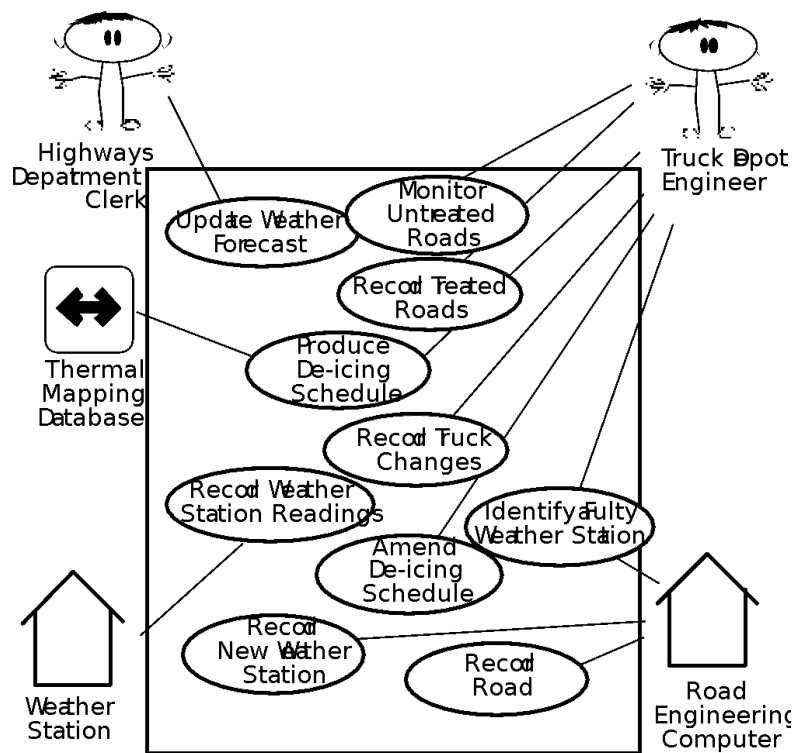 Highways
Department
Clerk
Truck Depot
Engineer
Monitor
Untreated
Roads
Update Weather
Forecast
Record Treated
Roads
Thermal
Mapping
Database
Produce
De-icing
Schedule
Record Truck
Changes
Record Weather
Station Readings
Identify Faulty
Weather Station
Amend
De-icing
Schedule
Record
New Weather
Station
Record
Road
Weather
Station
Road
Engineering
Computer